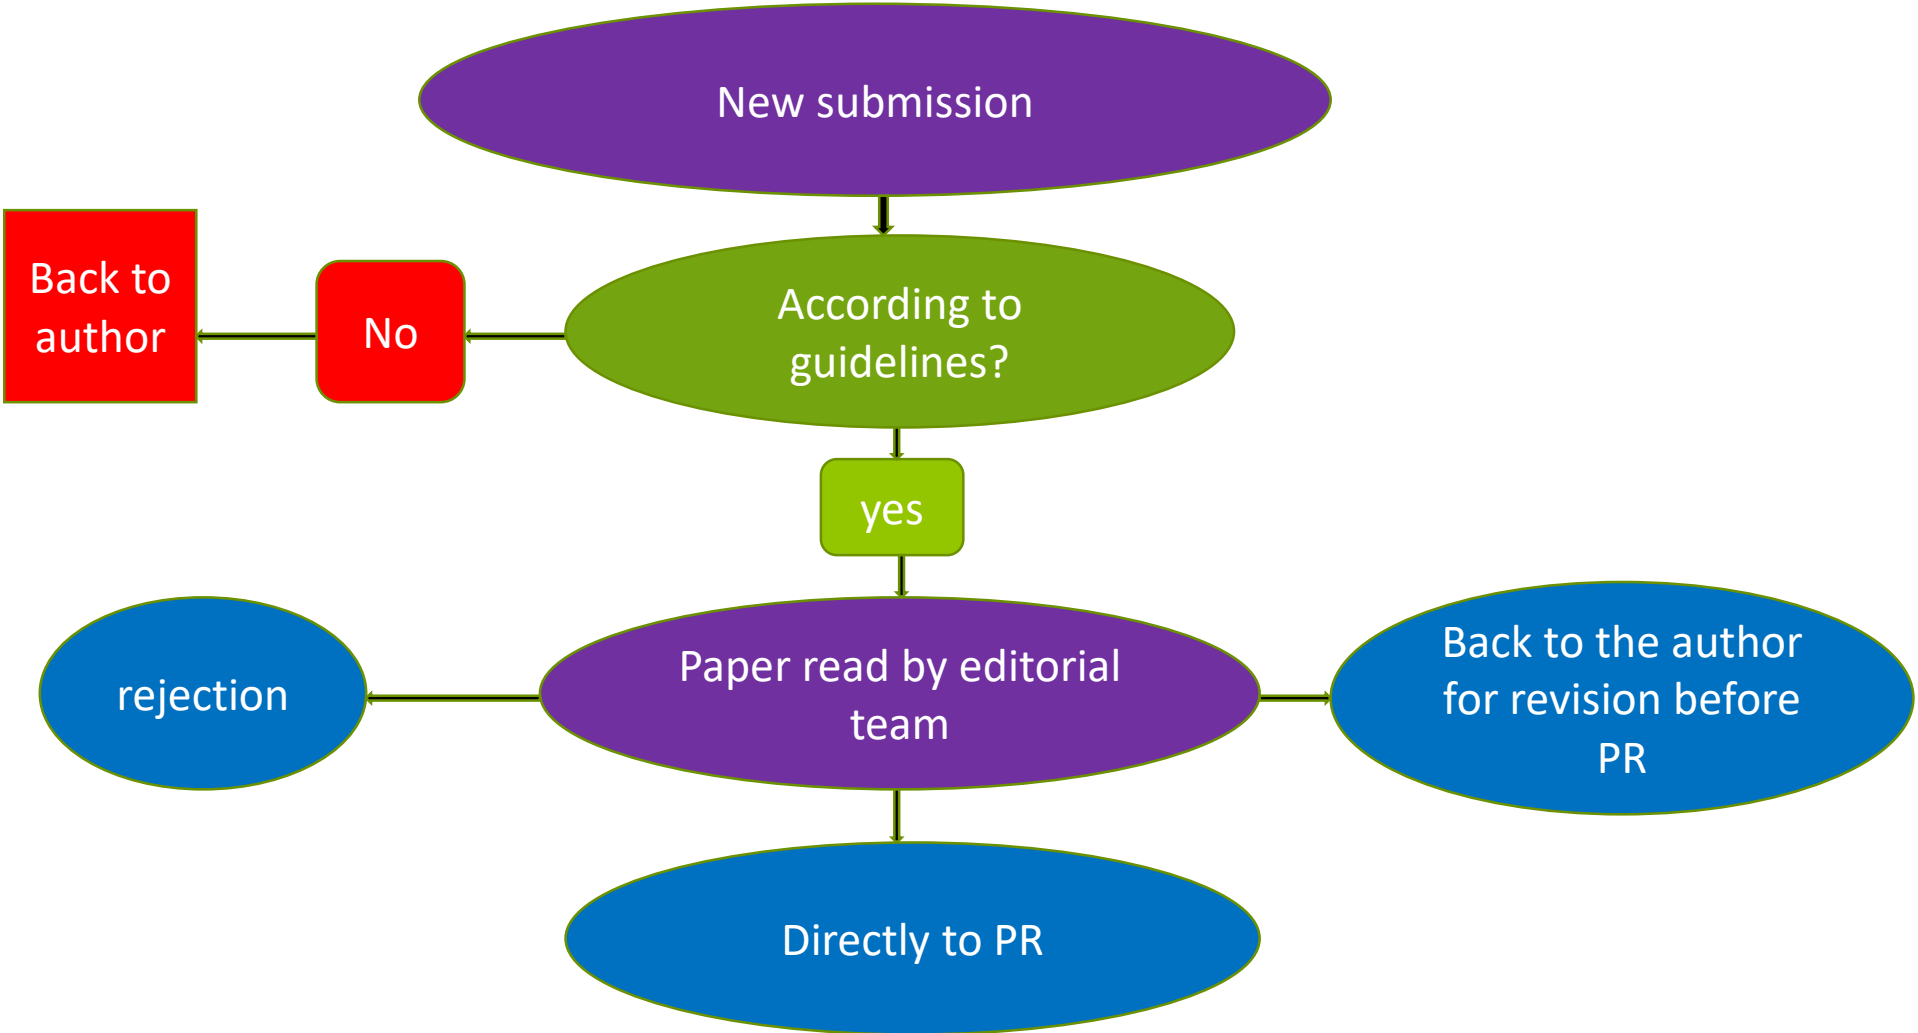 New submission
Back to
author
No
According to
guidelines?
yes
rejection
Paper read by editorial
team
Back to the author
for revision before
PR
Directly to PR